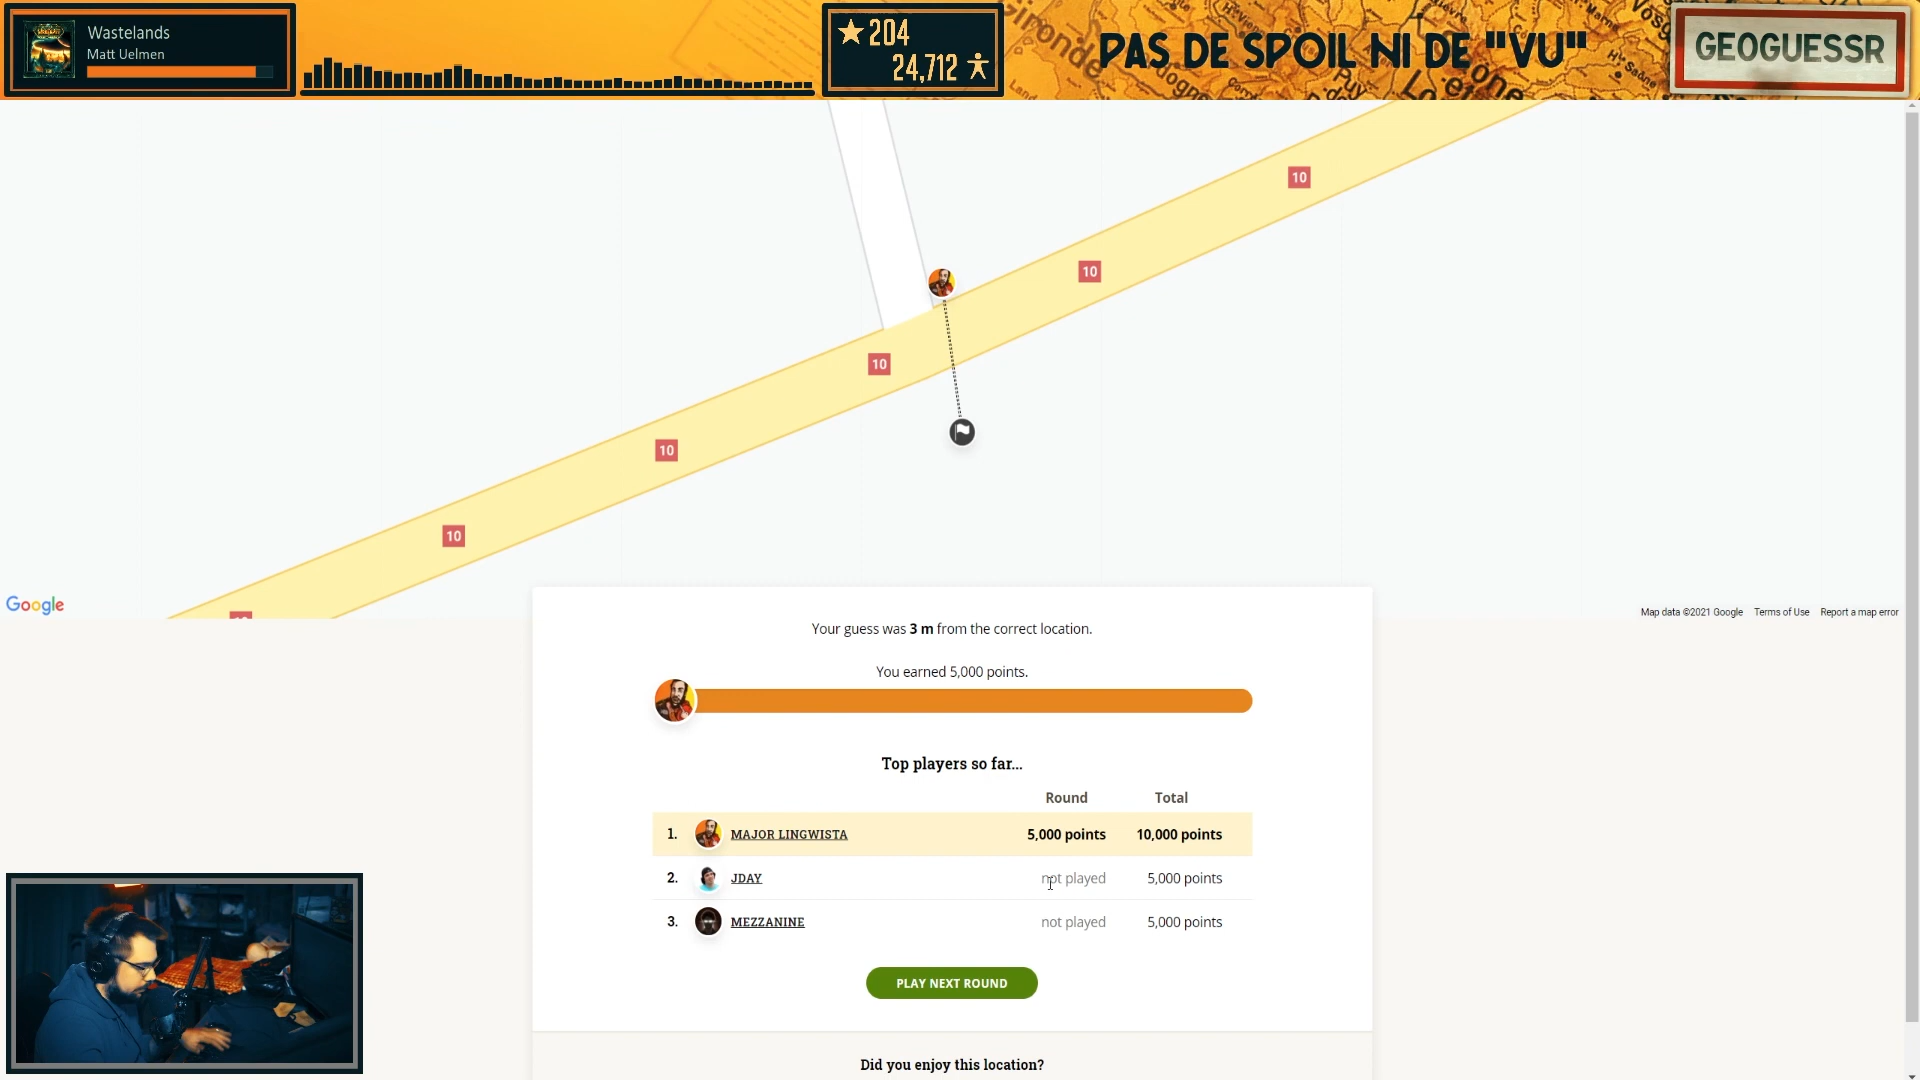 Wastelands
Matt Uelmen
204
24,712
PAS DE SPOIL NI DE "VU"
GEOGUESSR
10
10
10
10
10
Google
Map data ©2021 Google Terms of Use Report a map error
Your guess was 3 m from the correct location.
You earned 5,000 points.
Top players so far...
Round Total
1. MAJOR LINGWISTA 5,000 points 10,000 points
2. JDAY not played 5,000 points
3. MEZZANINE not played 5,000 points
PLAY NEXT ROUND
Did you enjoy this location?